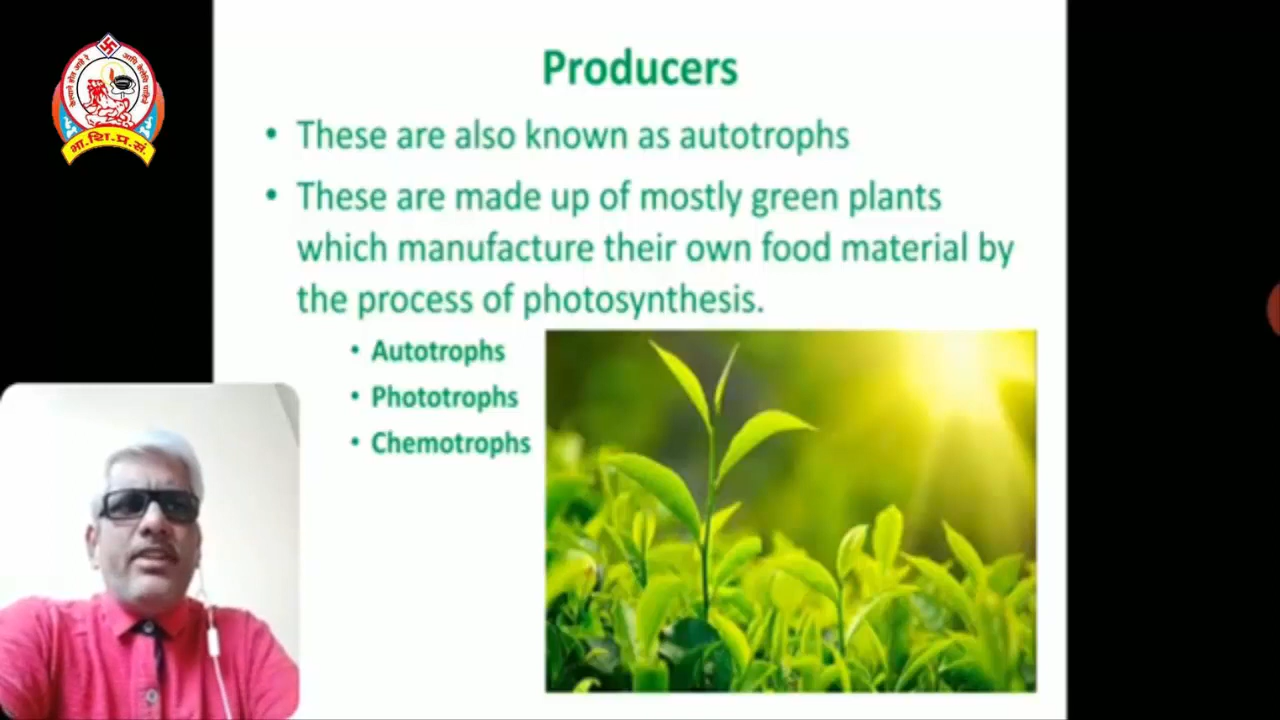 भा.शि.प्र.सं.
Producers
• These are also known as autotrophs
• These are made up of mostly green plants
which manufacture their own food material by
the process of photosynthesis.
• Autotrophs
• Phototrophs
• Chemotrophs